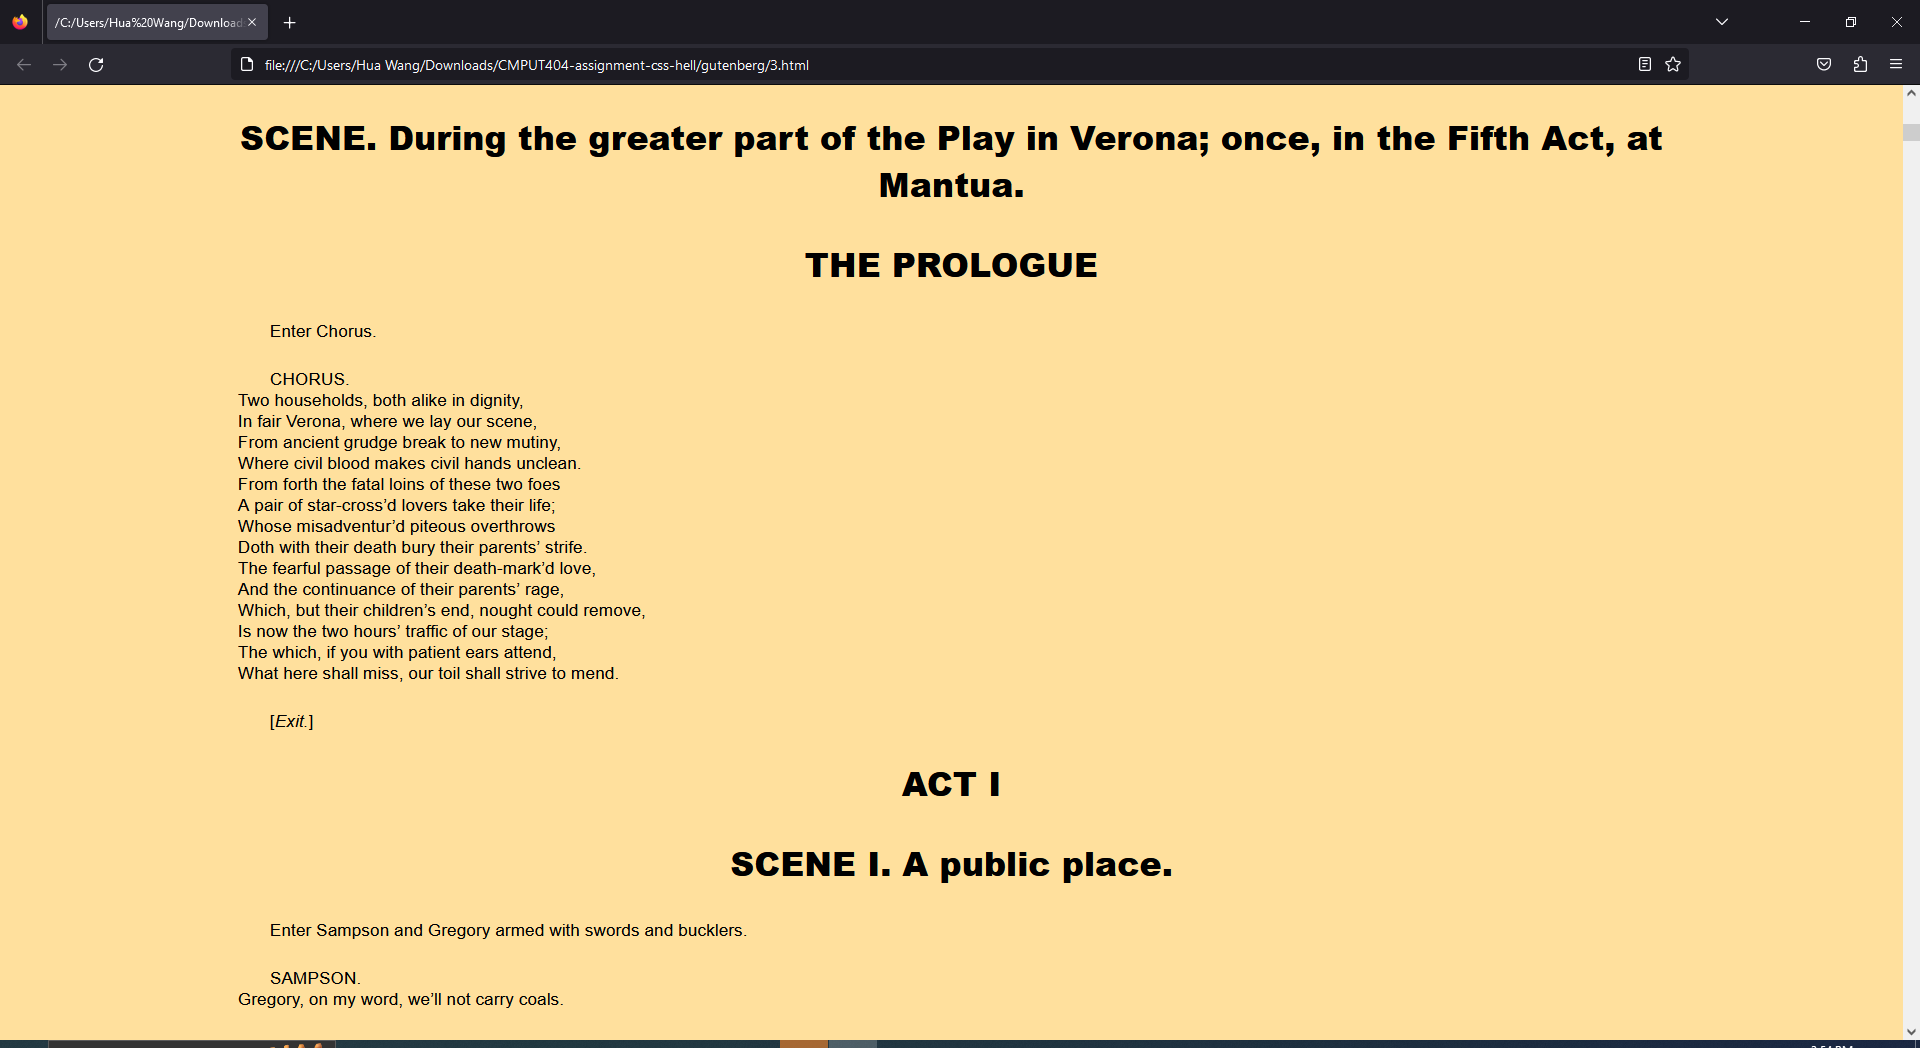 /C:/Users/Hua%20Wang/Download
file:///C:/Users/Hua Wang/Downloads/CMPUT404-assignment-css-hell/gutenberg/3.html
SCENE. During the greater part of the Play in Verona; once, in the Fifth Act, at
Mantua.
THE PROLOGUE
Enter Chorus.
CHORUS.
Two households, both alike in dignity,
In fair Verona, where we lay our scene,
From ancient grudge break to new mutiny,
Where civil blood makes civil hands unclean.
From forth the fatal loins of these two foes
A pair of star-cross’d lovers take their life;
Whose misadventur’d piteous overthrows
Doth with their death bury their parents’ strife.
The fearful passage of their death-mark’d love,
And the continuance of their parents’ rage,
Which, but their children’s end, nought could remove,
Is now the two hours’ traffic of our stage;
The which, if you with patient ears attend,
What here shall miss, our toil shall strive to mend.
[Exit.]
ACT I
SCENE I. A public place.
Enter Sampson and Gregory armed with swords and bucklers.
SAMPSON.
Gregory, on my word, we’ll not carry coals.